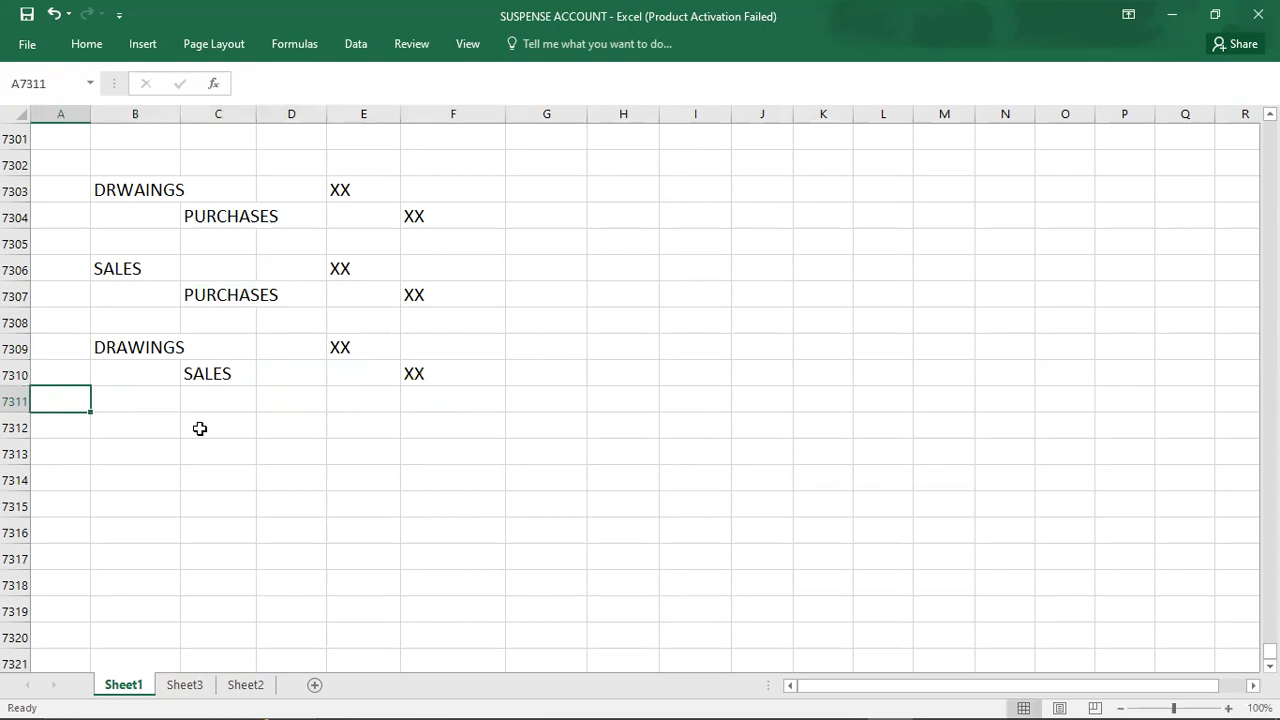 SUSPENSE ACCOUNT - Excel (Product Activation Failed)
File Home Insert Page Layout Formulas Data Review View Tell me what you want to do... Share
A7311 fx
A B C D E F G H I J K L M N O P Q R
7301
7302
7303 DRWAINGS XX
7304 PURCHASES XX
7305
7306 SALES XX
7307 PURCHASES XX
7308
7309 DRAWINGS XX
7310 SALES XX
7311
7312
7313
7314
7315
7316
7317
7318
7319
7320
7321
Sheet1 Sheet3 Sheet2
Ready 100%